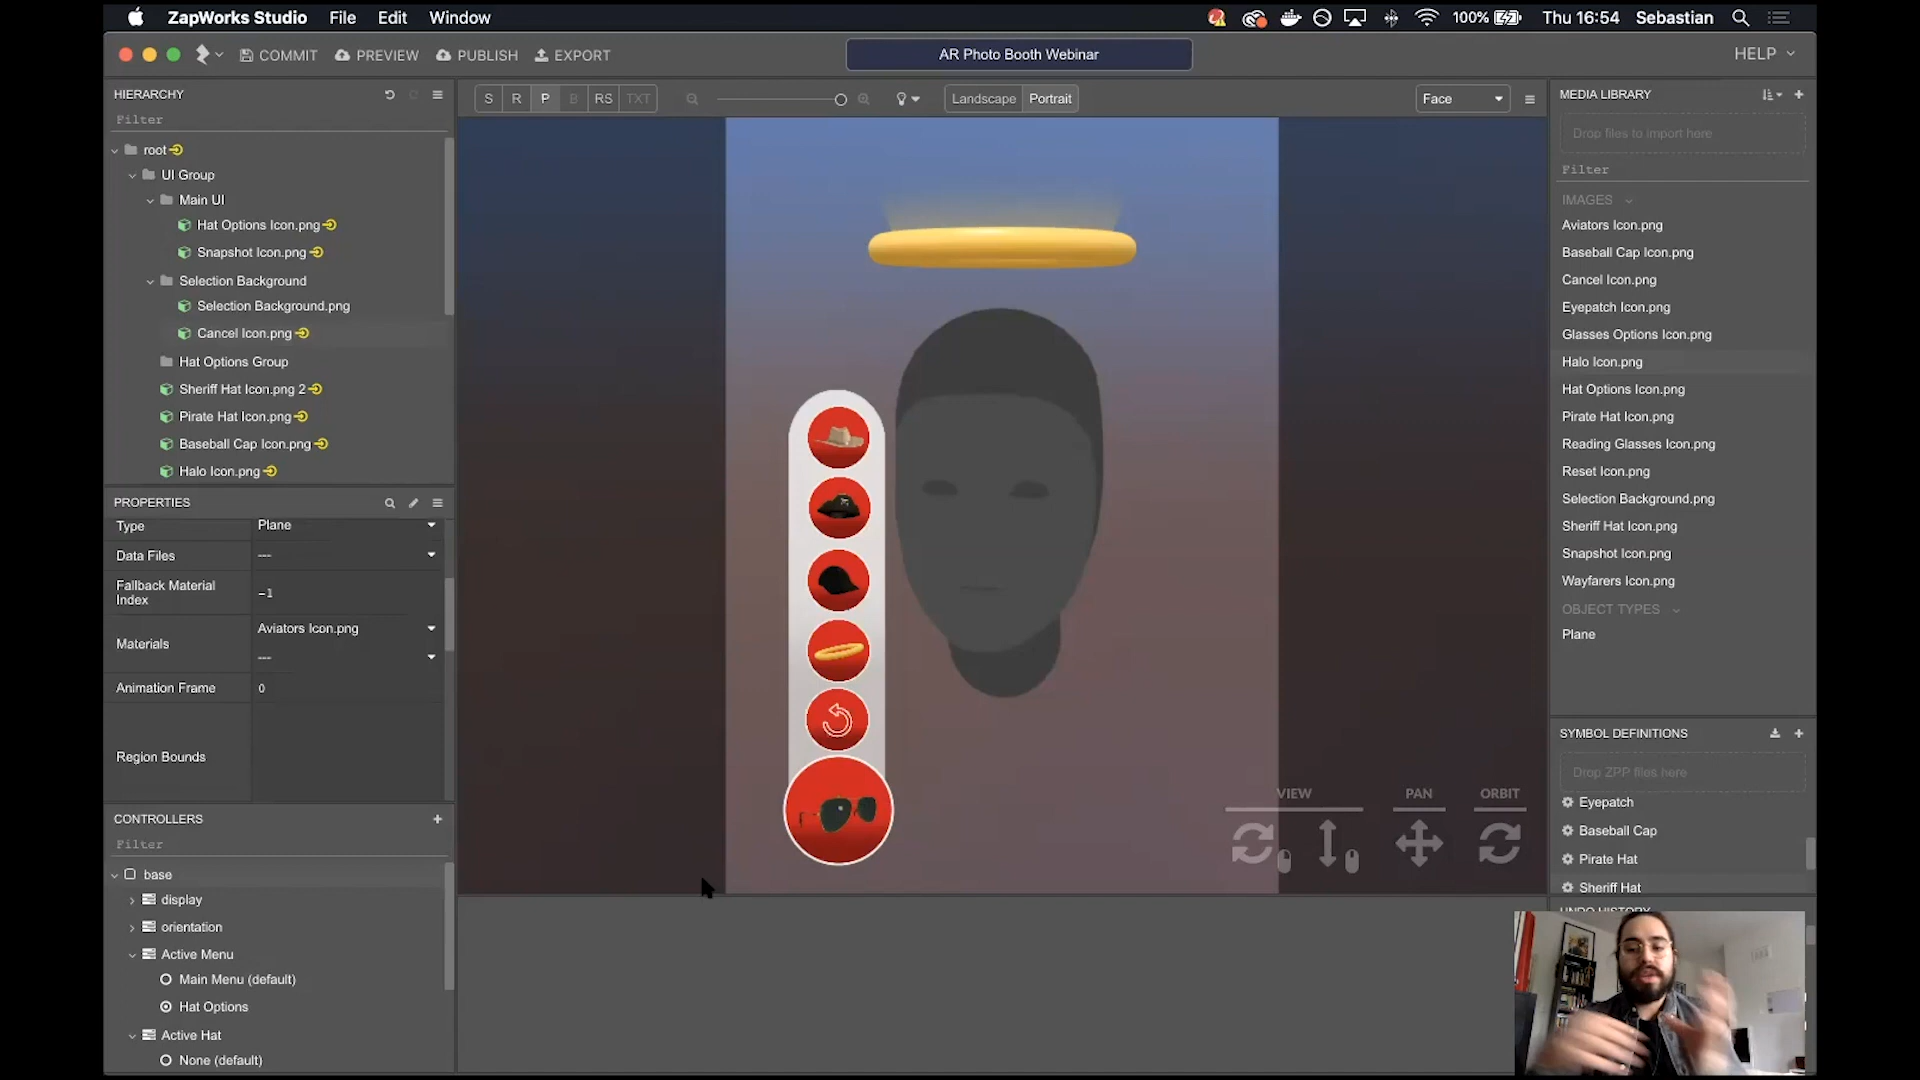 ZapWorks Studio File Edit Window 100% Thu 16:54 Sebastian
COMMIT PREVIEW PUBLISH EXPORT AR Photo Booth Webinar HELP
HIERARCHY
Filter
root
UI Group
Main UI
Hat Options Icon.png
Snapshot Icon.png
Selection Background
Selection Background.png
Cancel Icon.png
Hat Options Group
Sheriff Hat Icon.png 2
Pirate Hat Icon.png
Baseball Cap Icon.png
Halo Icon.png
PROPERTIES
Type Plane
Data Files ---
Fallback Material Index -1
Materials Aviators Icon.png
---
Animation Frame 0
Region Bounds
CONTROLLERS
Filter
base
display
orientation
Active Menu
Main Menu (default)
Hat Options
Active Hat
None (default)
S R P B RS TXT Landscape Portrait Face
VIEW PAN ORBIT
MEDIA LIBRARY
Drop files to import here
Filter
IMAGES
Aviators Icon.png
Baseball Cap Icon.png
Cancel Icon.png
Eyepatch Icon.png
Glasses Options Icon.png
Halo Icon.png
Hat Options Icon.png
Pirate Hat Icon.png
Reading Glasses Icon.png
Reset Icon.png
Selection Background.png
Sheriff Hat Icon.png
Snapshot Icon.png
Wayfarers Icon.png
OBJECT TYPES
Plane
SYMBOL DEFINITIONS
Drop ZPP files here
Eyepatch
Baseball Cap
Pirate Hat
Sheriff Hat
UNDO HISTORY